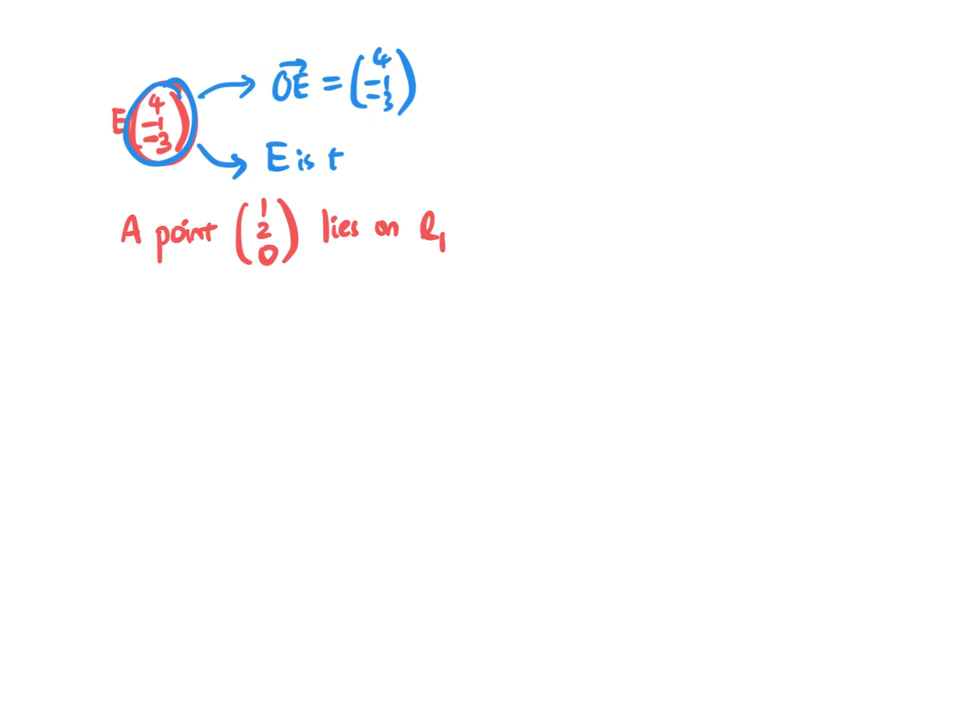 E(4 -1 -3) → OE⃗ = (4 -1 -3)
→ E is t
A point (1 2 0) lies on l₁